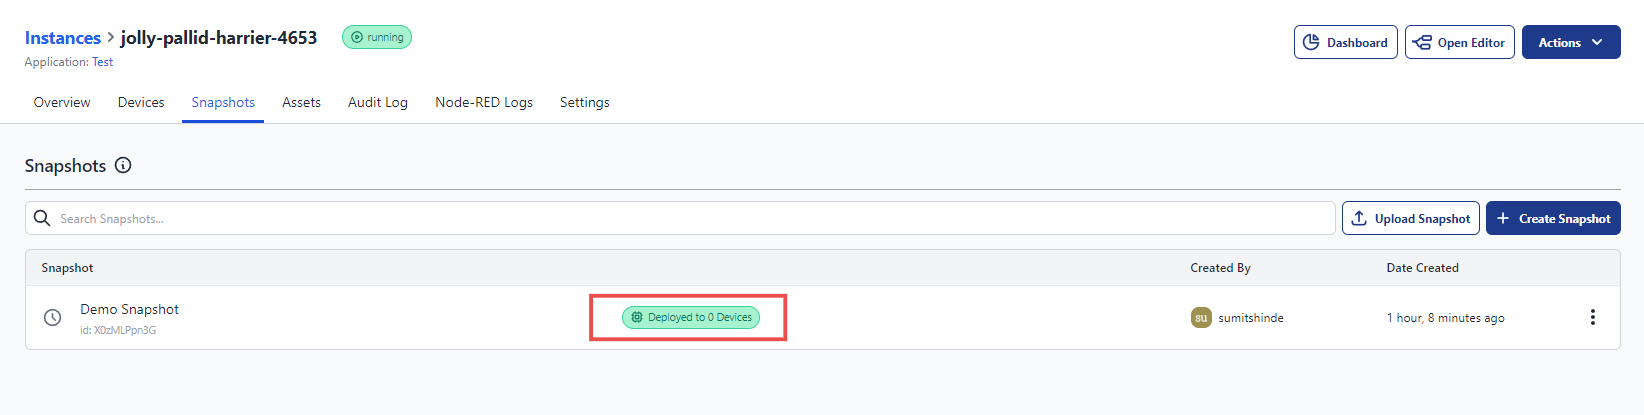 Instances > jolly-pallid-harrier-4653 running
Application: Test
Dashboard Open Editor Actions
Overview Devices Snapshots Assets Audit Log Node-RED Logs Settings
Snapshots
Search Snapshots... Upload Snapshot + Create Snapshot
Snapshot Created By Date Created
Demo Snapshot
id: X0zMLPpn3G
Deployed to 0 Devices su sumitshinde 1 hour, 8 minutes ago